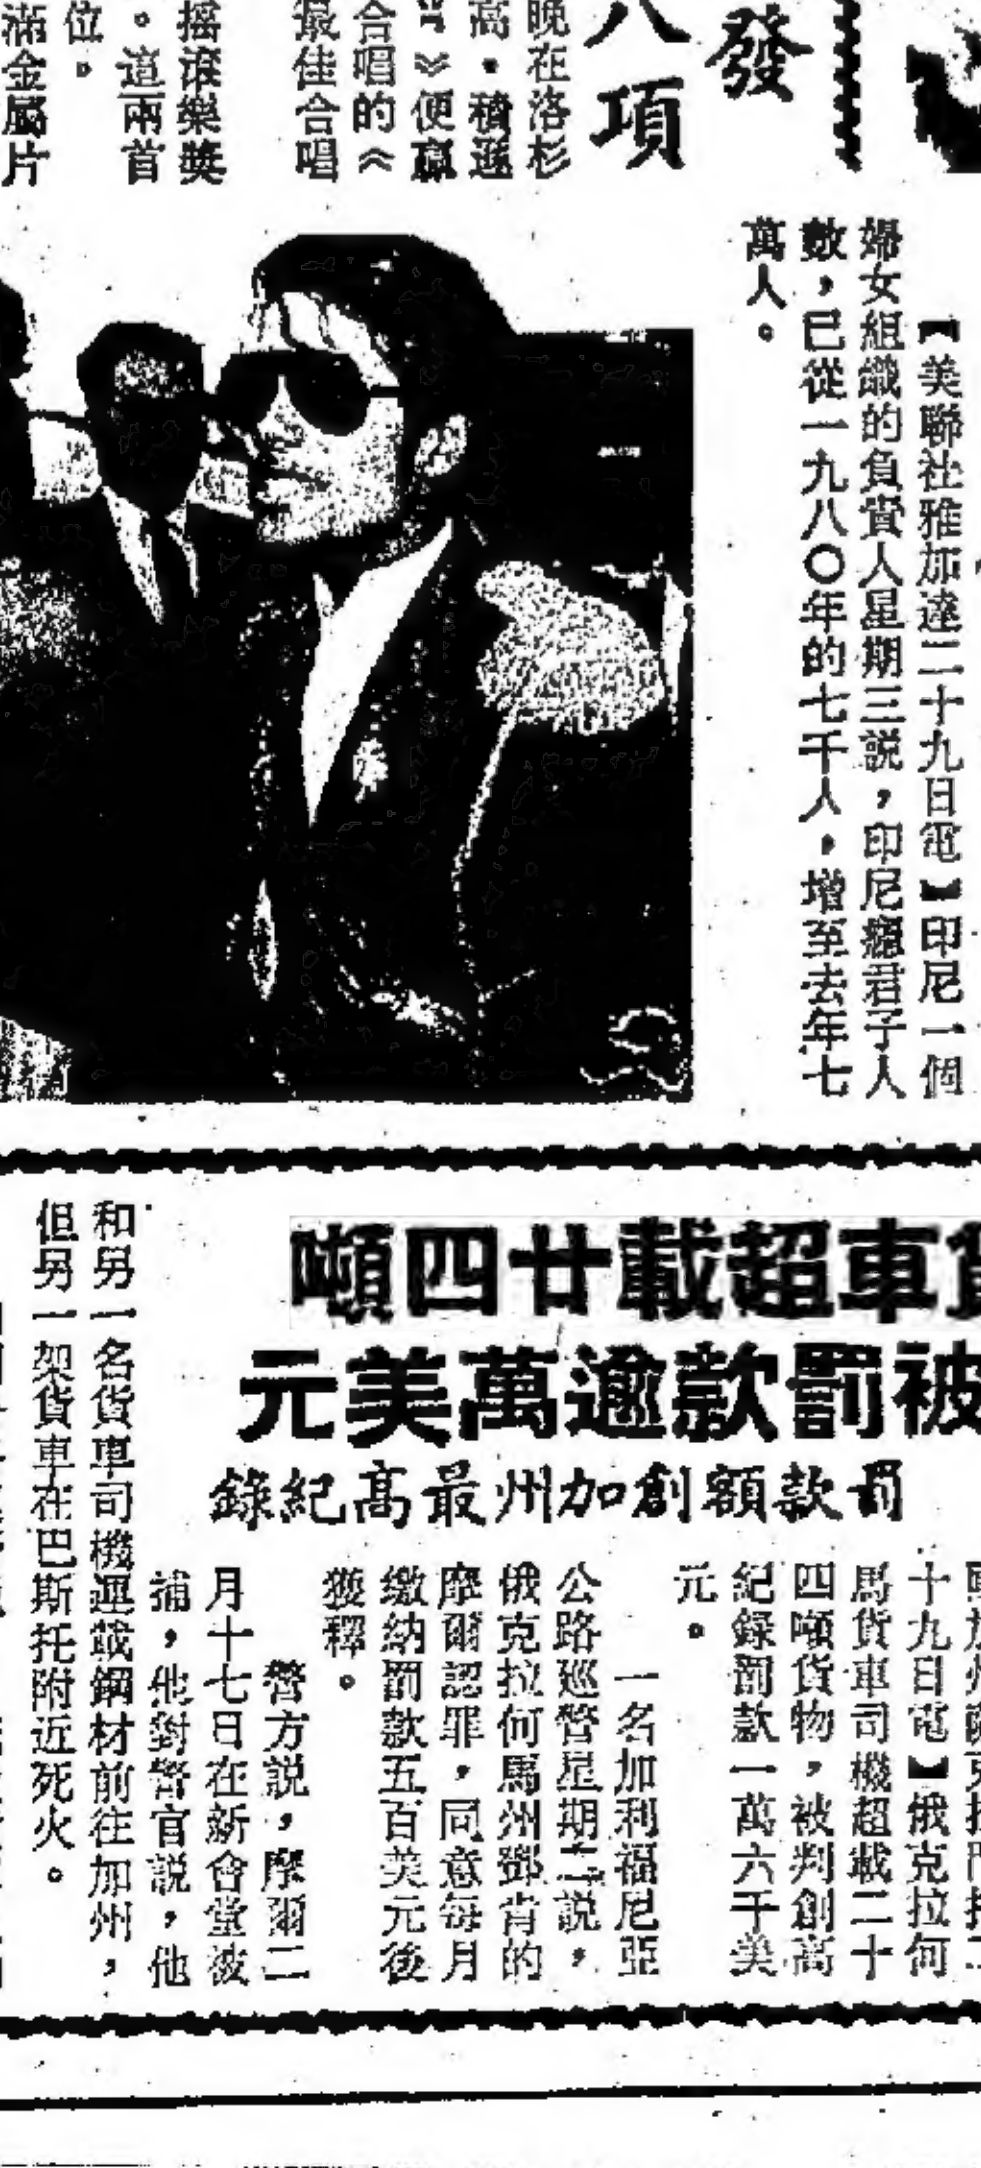 發
八項
晚在洛杉
高·積遜
》便贏
合唱的《
最佳合唱
搖滾樂獎
。這兩首
位。
滿金屬片
【美聯社雅加達二十九日電】印尼一個
婦女組織的負責人星期三說，印尼癮君子人
數，已從一九八〇年的七千人，增至去年七
萬人。
車超載廿四噸
被罰款逾萬美元
罰款額創加州最高紀錄
十九日電】俄克拉何
馬貨車司機超載二十
四噸貨物，被判創高
紀錄罰款一萬六千美
元。
一名加利福尼亞
公路巡警星期二說，
俄克拉何馬州鄧肯的
摩爾認罪，同意每月
繳納罰款五百美元後
獲釋。
警方說，摩爾二
月十七日在新會堂被
補，他對警官說，他
和另一名貨車司機運載鋼材前往加州，
但另一架貨車在巴斯托附近死火。